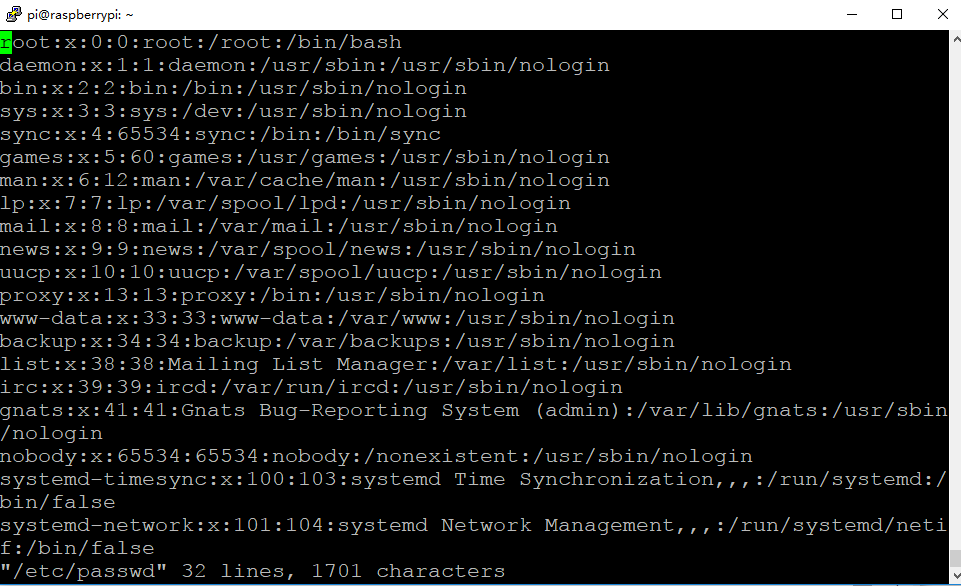 pi@raspberrypi: ~
root:x:0:0:root:/root:/bin/bash
daemon:x:1:1:daemon:/usr/sbin:/usr/sbin/nologin
bin:x:2:2:bin:/bin:/usr/sbin/nologin
sys:x:3:3:sys:/dev:/usr/sbin/nologin
sync:x:4:65534:sync:/bin:/bin/sync
games:x:5:60:games:/usr/games:/usr/sbin/nologin
man:x:6:12:man:/var/cache/man:/usr/sbin/nologin
lp:x:7:7:lp:/var/spool/lpd:/usr/sbin/nologin
mail:x:8:8:mail:/var/mail:/usr/sbin/nologin
news:x:9:9:news:/var/spool/news:/usr/sbin/nologin
uucp:x:10:10:uucp:/var/spool/uucp:/usr/sbin/nologin
proxy:x:13:13:proxy:/bin:/usr/sbin/nologin
www-data:x:33:33:www-data:/var/www:/usr/sbin/nologin
backup:x:34:34:backup:/var/backups:/usr/sbin/nologin
list:x:38:38:Mailing List Manager:/var/list:/usr/sbin/nologin
irc:x:39:39:ircd:/var/run/ircd:/usr/sbin/nologin
gnats:x:41:41:Gnats Bug-Reporting System (admin):/var/lib/gnats:/usr/sbin
/nologin
nobody:x:65534:65534:nobody:/nonexistent:/usr/sbin/nologin
systemd-timesync:x:100:103:systemd Time Synchronization,,,:/run/systemd:/
bin/false
systemd-network:x:101:104:systemd Network Management,,,:/run/systemd/neti
f:/bin/false
"/etc/passwd" 32 lines, 1701 characters